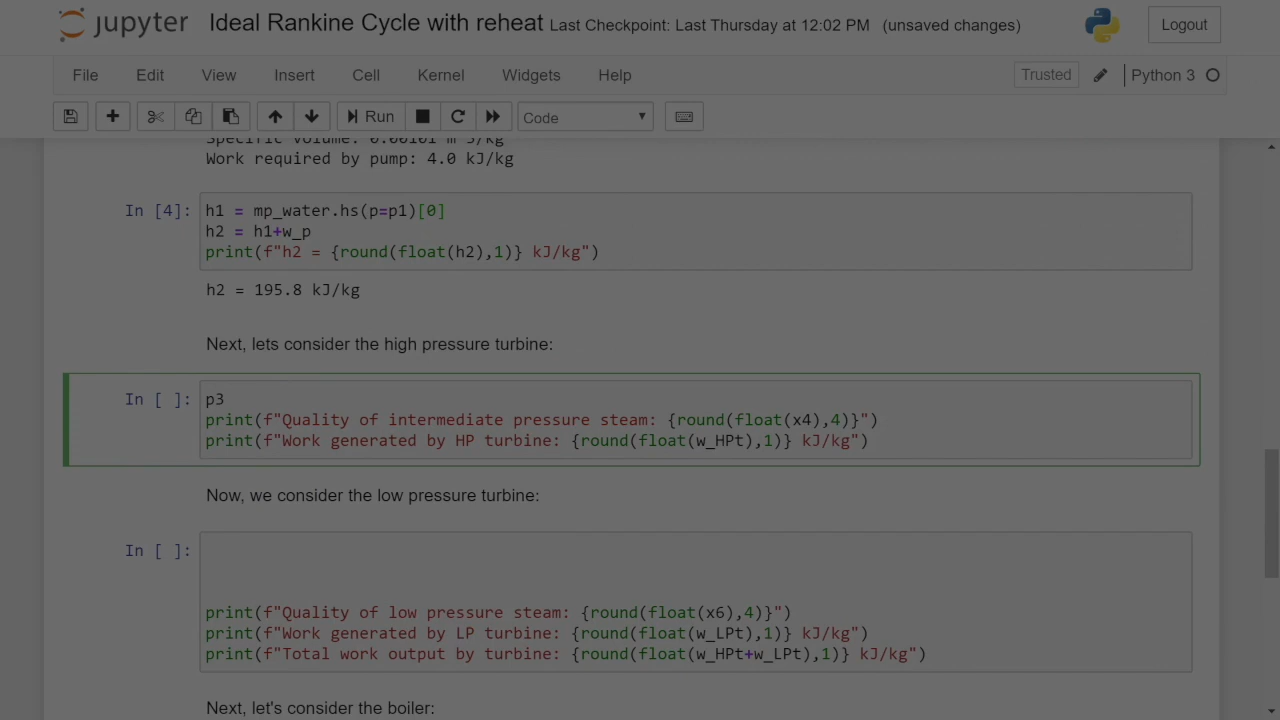 jupyter Ideal Rankine Cycle with reheat Last Checkpoint: Last Thursday at 12:02 PM (unsaved changes) Logout
File Edit View Insert Cell Kernel Widgets Help Trusted Python 3
Run Code
Specific volume: 0.00101 m^3/kg
Work required by pump: 4.0 kJ/kg
In [4]: h1 = mp_water.hs(p=p1)[0]
h2 = h1+w_p
print(f"h2 = {round(float(h2),1)} kJ/kg")
h2 = 195.8 kJ/kg
Next, lets consider the high pressure turbine:
In [ ]: p3
print(f"Quality of intermediate pressure steam: {round(float(x4),4)}")
print(f"Work generated by HP turbine: {round(float(w_HPt),1)} kJ/kg")
Now, we consider the low pressure turbine:
In [ ]:
print(f"Quality of low pressure steam: {round(float(x6),4)}")
print(f"Work generated by LP turbine: {round(float(w_LPt),1)} kJ/kg")
print(f"Total work output by turbine: {round(float(w_HPt+w_LPt),1)} kJ/kg")
Next, let's consider the boiler: